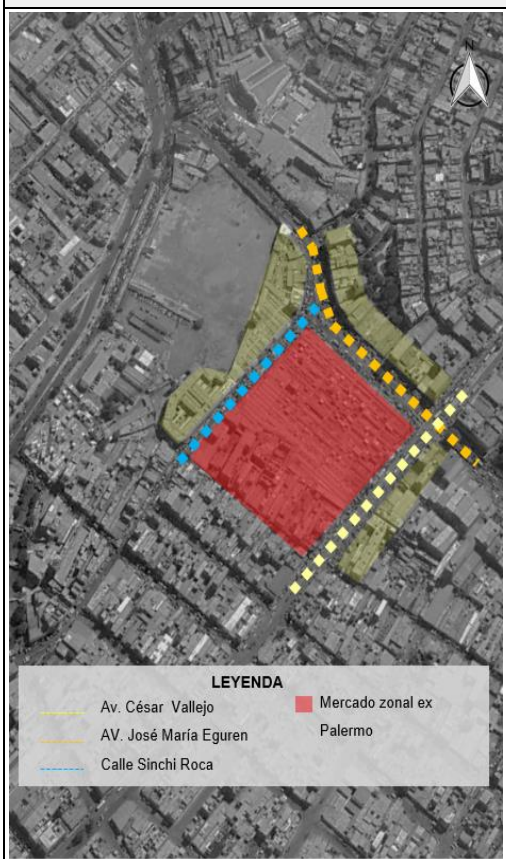 N
LEYENDA
Av. César Vallejo
AV. José María Eguren
Calle Sinchi Roca
Mercado zonal ex
Palermo